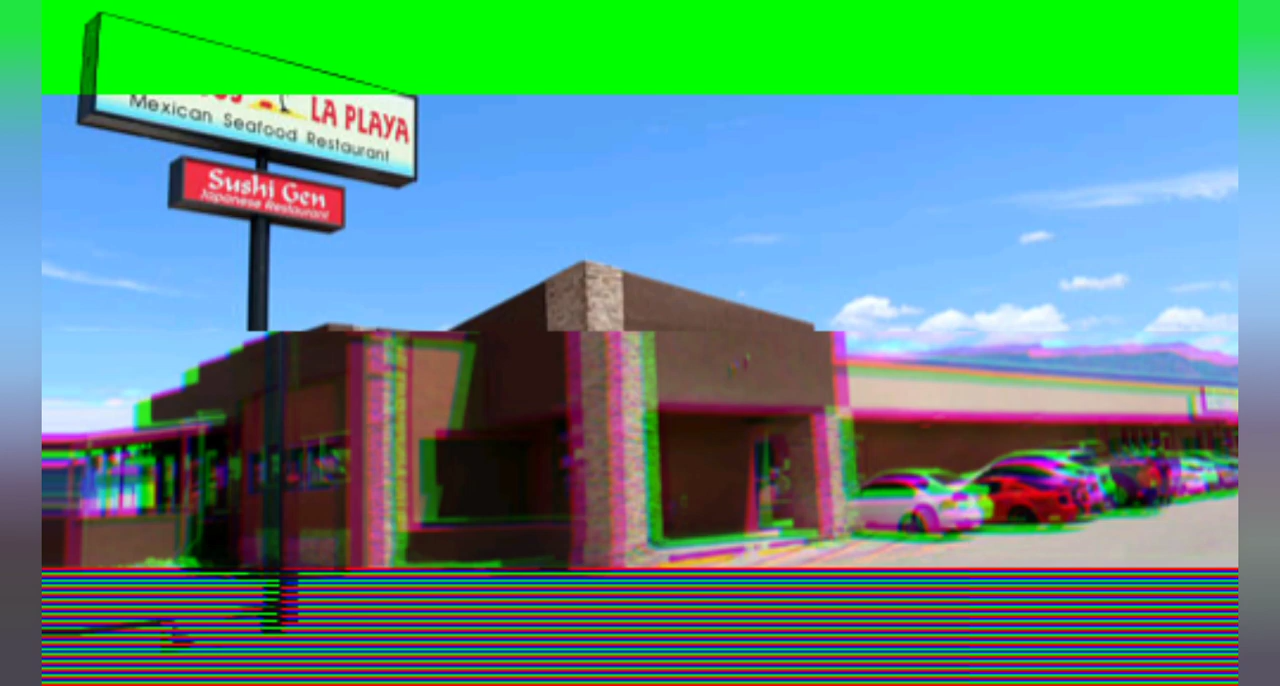 LA PLAYA
Mexican Seafood Restaurant
Sushi Gen
Japanese Restaurant